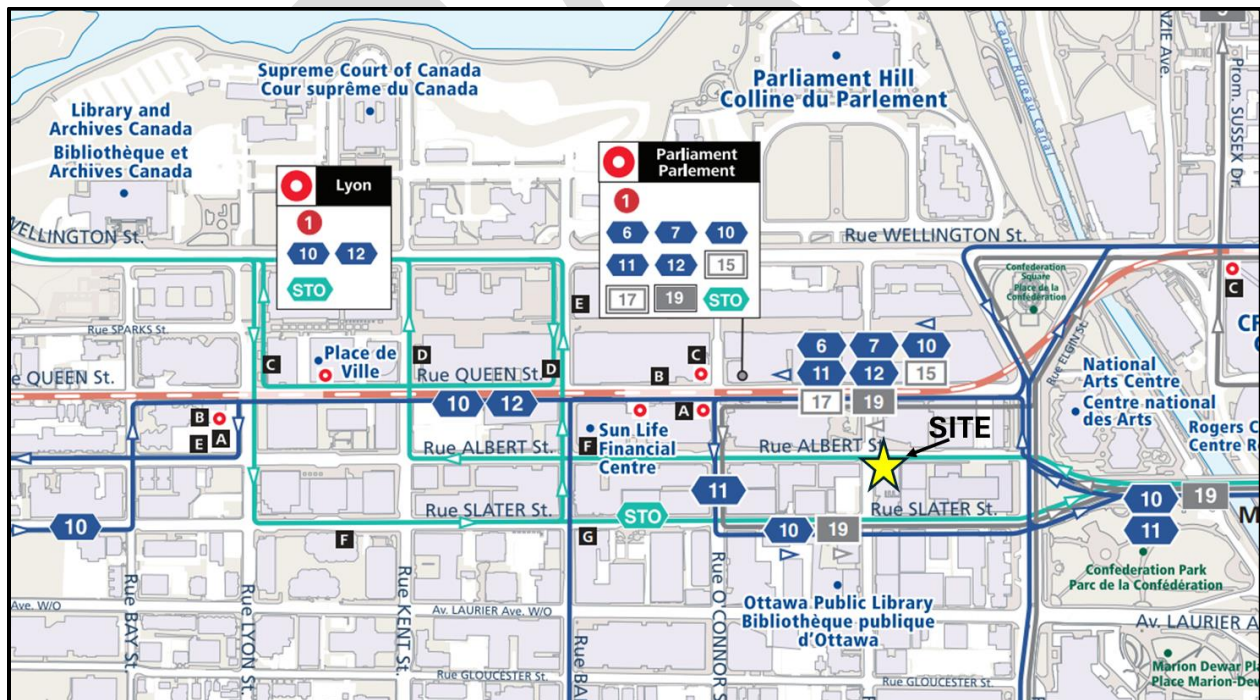 Supreme Court of Canada
Cour suprême du Canada
Library and
Archives Canada
Bibliothèque et
Archives Canada
Parliament Hill
Colline du Parlement
Canal Rideau Canal
NZIE Ave.
Prom. SUSSEX Dr.
Lyon
1
10 12
STO
Parliament
Parlement
1
6 7 10
11 12 15
17 19 STO
WELLINGTON St.
Rue WELLINGTON St.
Confederation
Square
Place de la
Confédération
C
E
Rue SPARKS St.
Place de
Ville
C
D
D
Rue QUEEN St.
e QUEEN St.
B
C
6 7 10
11 12 15
17 19
Rue ELGIN St.
National
Arts Centre
Centre national
des Arts
Rogers C
Centre R
10 12
B
A
E
A
Sun Life
Financial
Centre
F
Rue ALBERT St.
Rue ALBERT St.
SITE
11
10
Rue SLATER St.
STO
Rue SLATER St.
10 19
10 19
11
M
F
G
Confederation Park
Parc de la Confédération
Ottawa Public Library
Bibliothèque publique
d'Ottawa
Ave. W/O
Av. LAURIER Ave. W/O
Av. LAURIER A
Rue BAY St.
Rue LYON St.
Rue KENT St.
Rue BA
Rue O'CONNOR S
Rue GLOUCESTER St.
Rue GLOUCESTER St.
Marion Dewar Pla
Place Marion-De